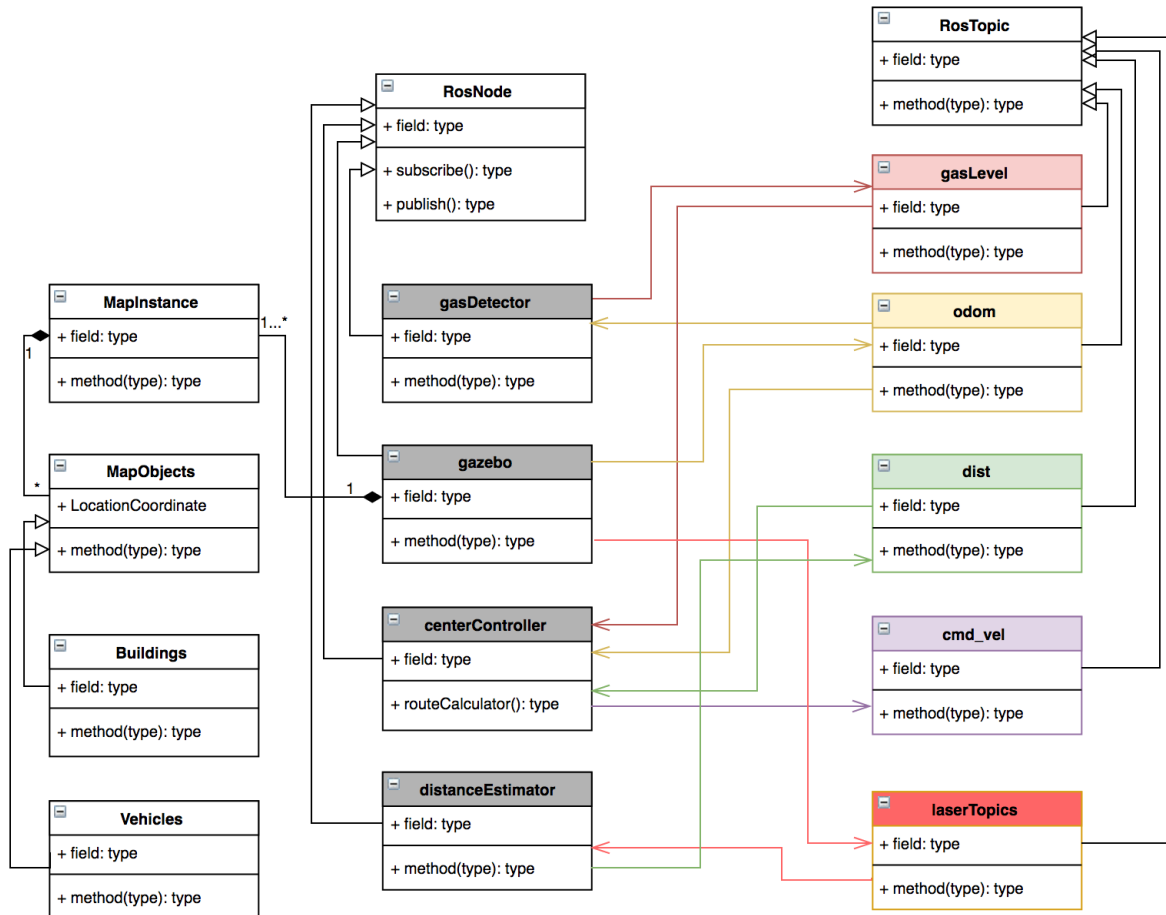 RosTopic
+ field: type
+ method(type): type
RosNode
+ field: type
+ subscribe(): type
+ publish(): type
gasLevel
+ field: type
+ method(type): type
MapInstance
+ field: type
+ method(type): type
1...*
1
gasDetector
+ field: type
+ method(type): type
odom
+ field: type
+ method(type): type
MapObjects
+ LocationCoordinate
+ method(type): type
*
gazebo
+ field: type
+ method(type): type
1
dist
+ field: type
+ method(type): type
Buildings
+ field: type
+ method(type): type
centerController
+ field: type
+ routeCalculator(): type
cmd_vel
+ field: type
+ method(type): type
Vehicles
+ field: type
+ method(type): type
distanceEstimator
+ field: type
+ method(type): type
laserTopics
+ field: type
+ method(type): type